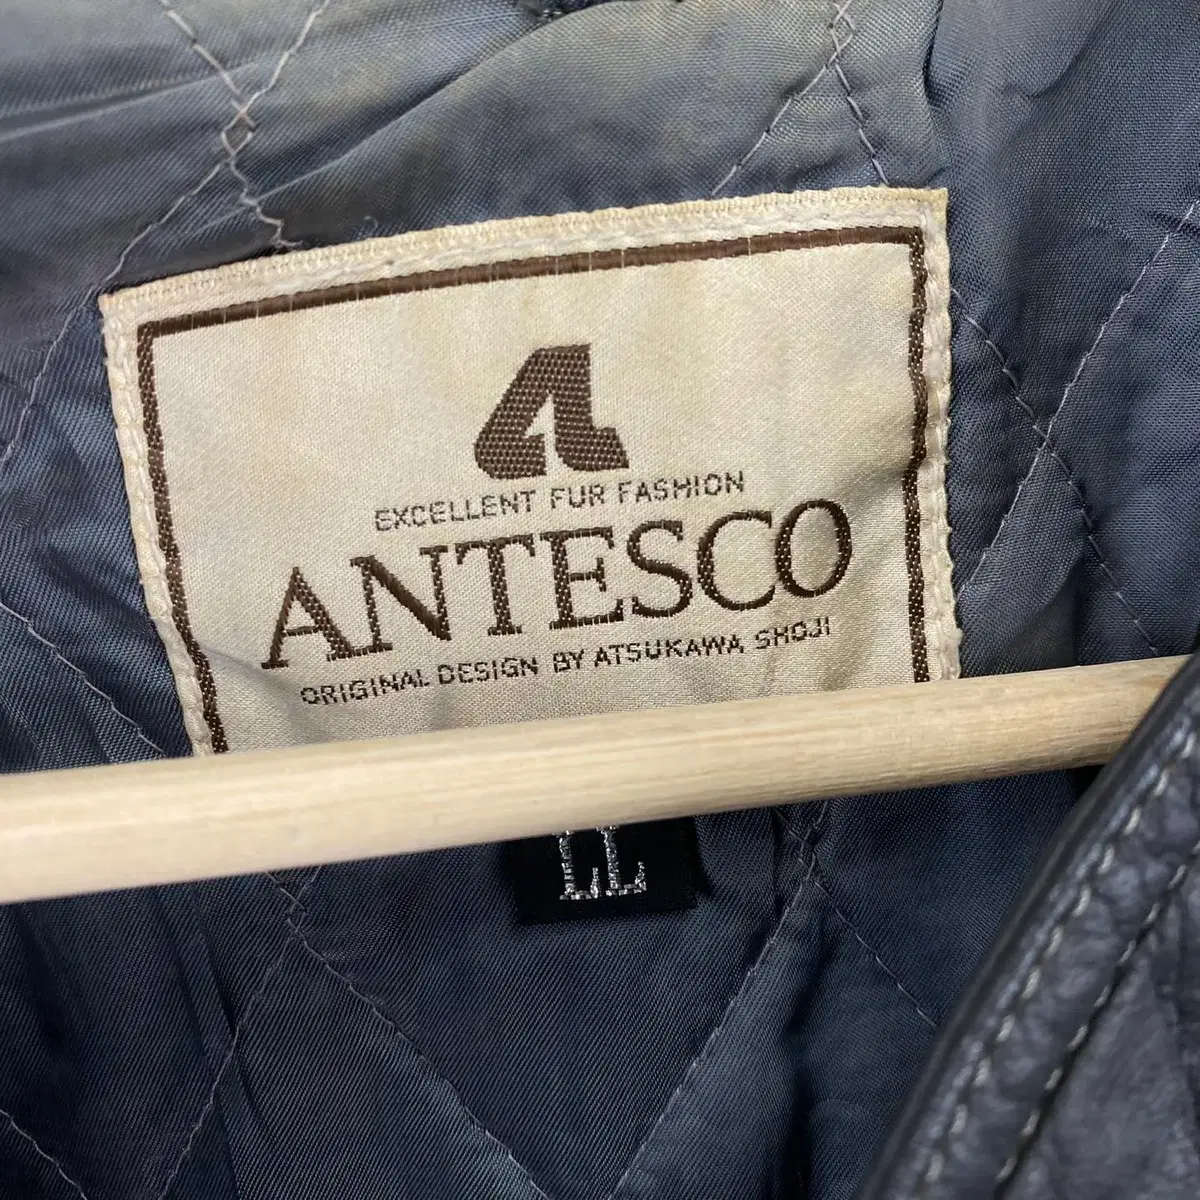 EXCELLENT FUR FASHION
ANTESCO
ORIGINAL DESIGN BY ATSUKAWA SHOJI
LL